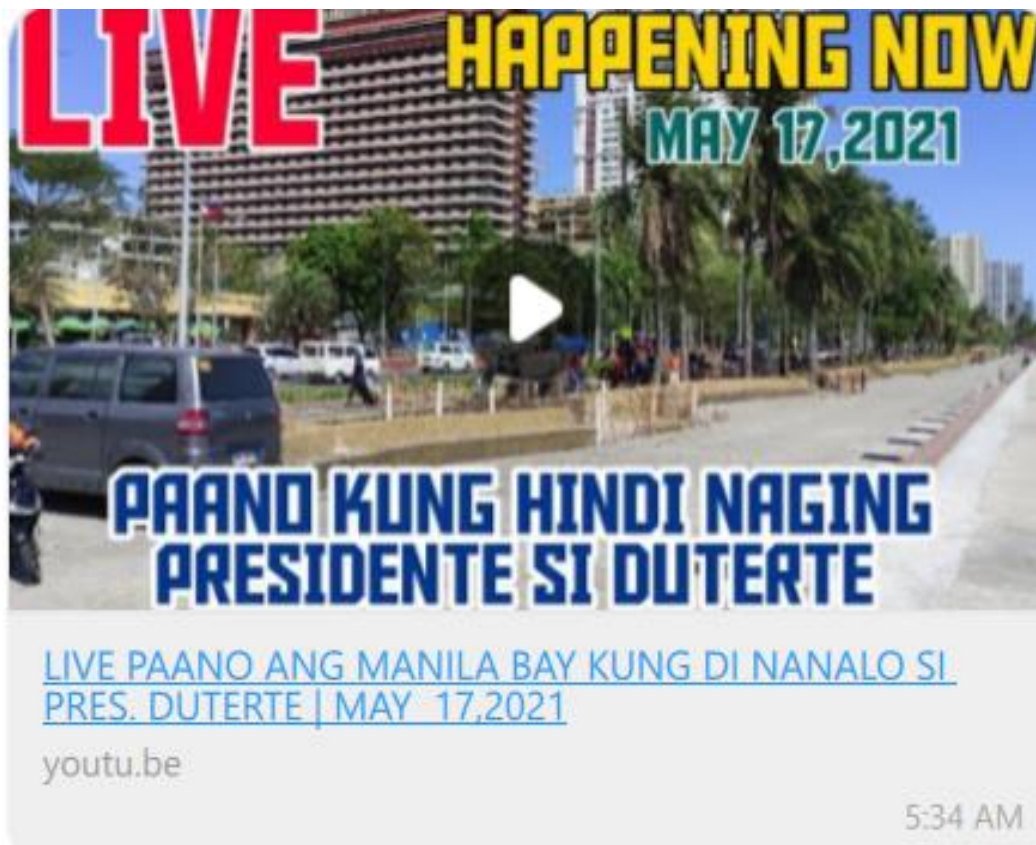 LIVE
HAPPENING NOW
MAY 17,2021
PAANO KUNG HINDI NAGING
PRESIDENTE SI DUTERTE
LIVE PAANO ANG MANILA BAY KUNG DI NANALO SI
PRES. DUTERTE | MAY 17,2021
youtu.be
5:34 AM